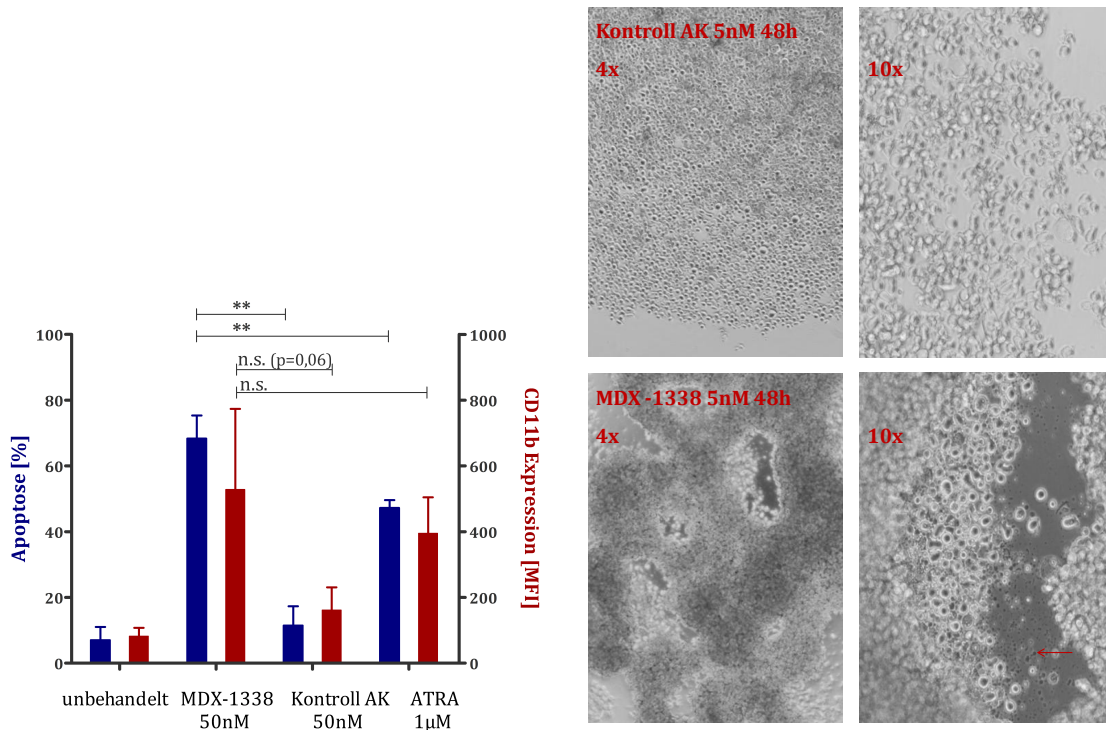 **
**
n.s. (p=0,06)
n.s.
100
80
60
40
20
0
Apoptose [%]
1000
800
600
400
200
0
CD11b Expression [MFI]
unbehandelt
MDX-1338
50nM
Kontroll AK
50nM
ATRA
1µM
Kontroll AK 5nM 48h
4x
10x
MDX -1338 5nM 48h
4x
10x